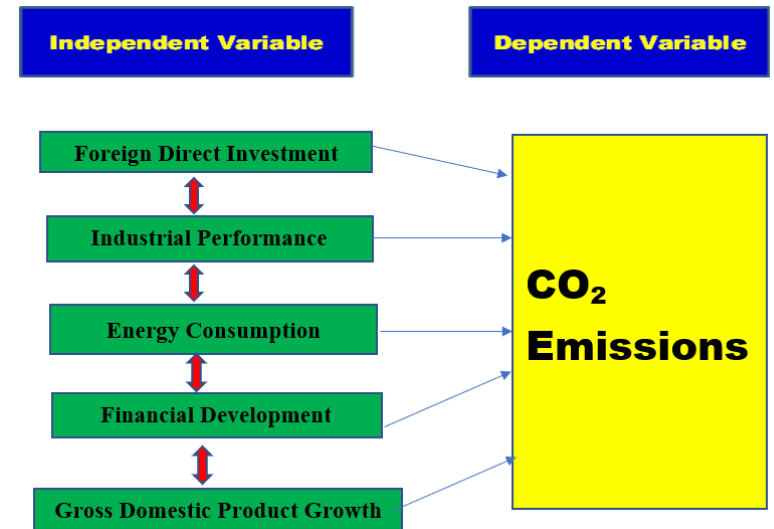 Independent Variable
Dependent Variable
Foreign Direct Investment
Industrial Performance
Energy Consumption
Financial Development
Gross Domestic Product Growth
CO₂
Emissions